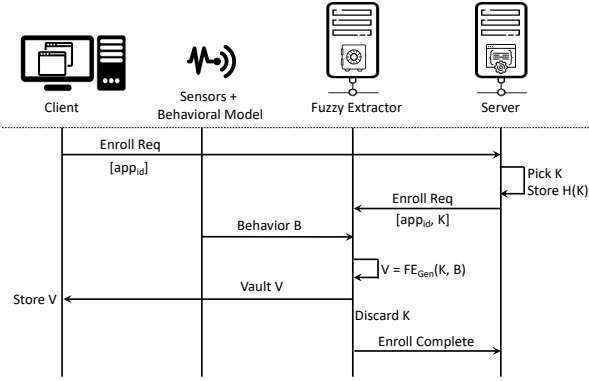 Client
Sensors +
Behavioral Model
Fuzzy Extractor
Server
Enroll Req
[app_id]
Pick K
Store H(K)
Enroll Req
[app_id, K]
Behavior B
V = FE_Gen(K, B)
Vault V
Store V
Discard K
Enroll Complete